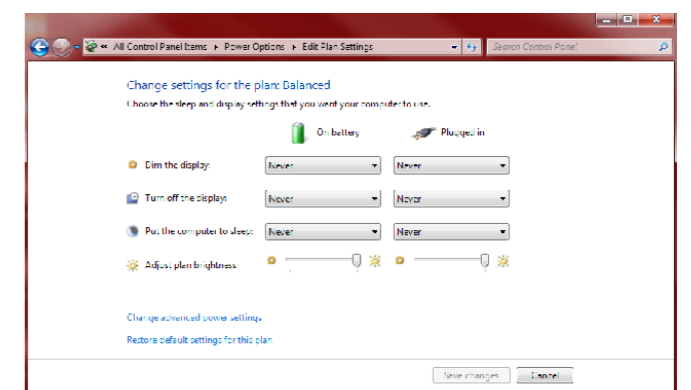 « All Control Panel Items ▸ Power Options ▸ Edit Plan Settings
Search Control Panel
Change settings for the plan: Balanced
Choose the sleep and display settings that you want your computer to use.
On battery Plugged in
Dim the display: Never Never
Turn off the display: Never Never
Put the computer to sleep: Never Never
Adjust plan brightness:
Change advanced power settings
Restore default settings for this plan
Save changes Cancel